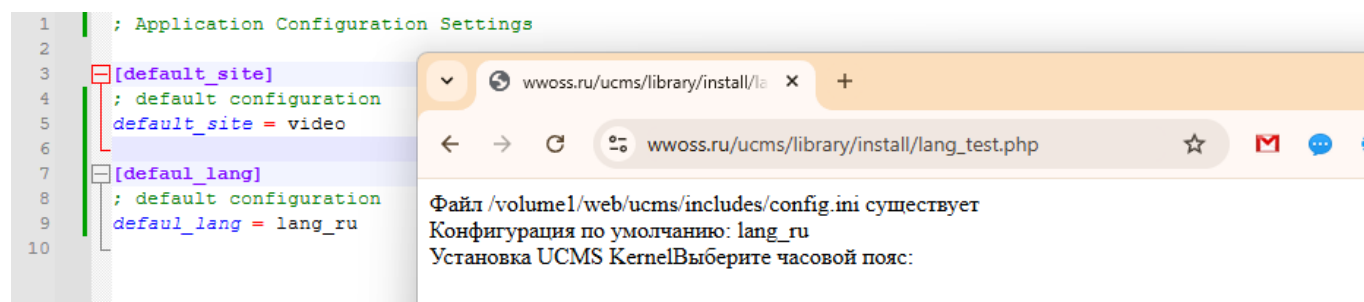 1 ; Application Configuration Settings
2
3 [default_site]
4 ; default configuration
5 default_site = video
6
7 [defaul_lang]
8 ; default configuration
9 defaul_lang = lang_ru
10
wwoss.ru/ucms/library/install/la
wwoss.ru/ucms/library/install/lang_test.php
Файл /volume1/web/ucms/includes/config.ini существует
Конфигурация по умолчанию: lang_ru
Установка UCMS KernelВыберите часовой пояс: